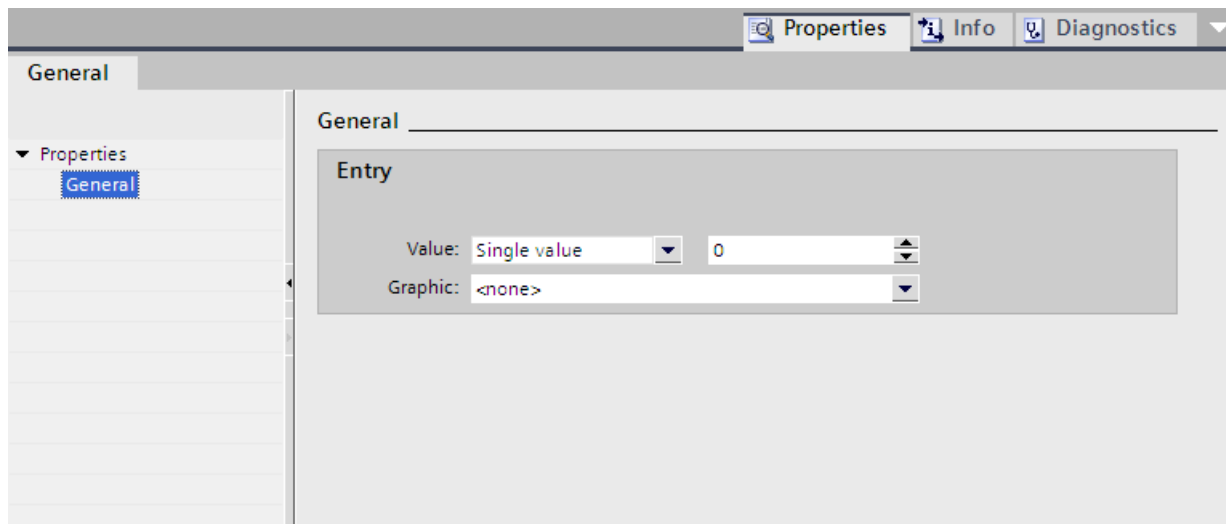 Properties Info Diagnostics
General
General
Properties
General
Entry
Value: Single value 0
Graphic: <none>